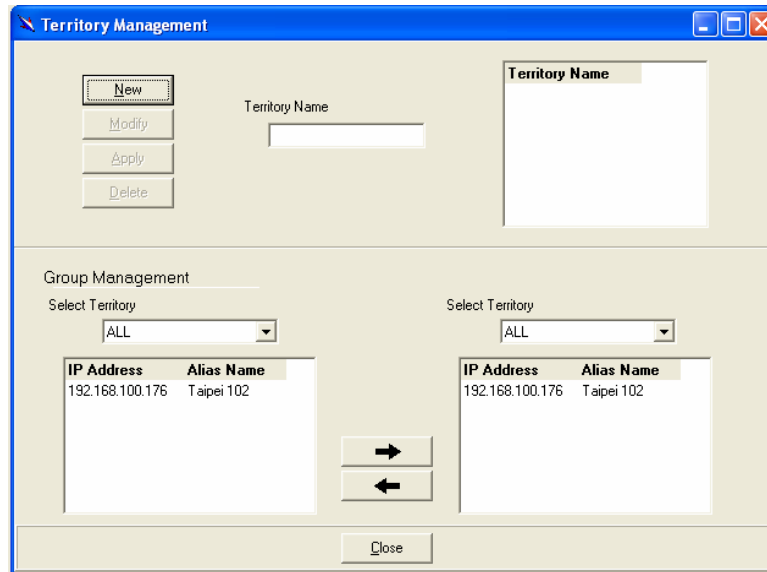 Territory Management
New
Modify
Apply
Delete
Territory Name
Territory Name
Group Management
Select Territory
ALL
IP Address Alias Name
192.168.100.176 Taipei 102
Select Territory
ALL
IP Address Alias Name
192.168.100.176 Taipei 102
Close